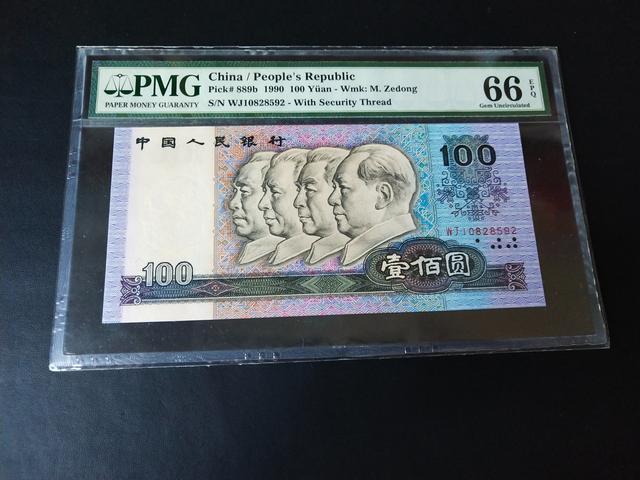 PMG
PAPER MONEY GUARANTY
China / People's Republic
Pick# 889b 1990 100 Yüan - Wmk: M. Zedong
S/N WJ10828592 - With Security Thread
66 EPQ
Gem Uncirculated
中国人民银行
100
WJ10828592
100
壹佰圆